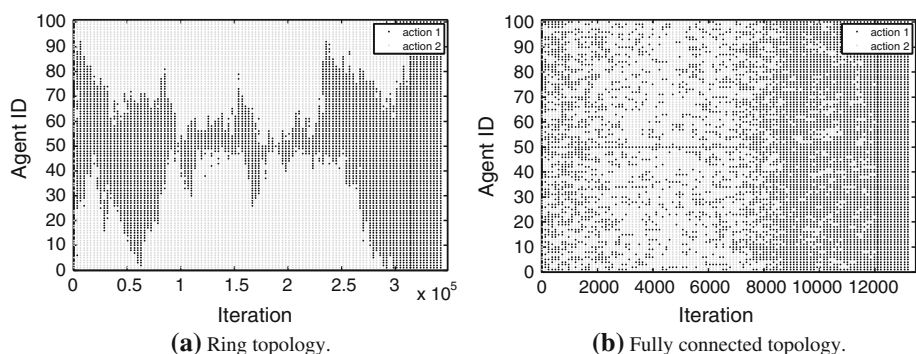 100
90
80
70
60
50
40
30
20
10
0
Agent ID
action 1
action 2
0 0.5 1 1.5 2 2.5 3
x 10^5
Iteration
(a) Ring topology.
100
90
80
70
60
50
40
30
20
10
0
Agent ID
action 1
action 2
0 2000 4000 6000 8000 10000 12000
Iteration
(b) Fully connected topology.